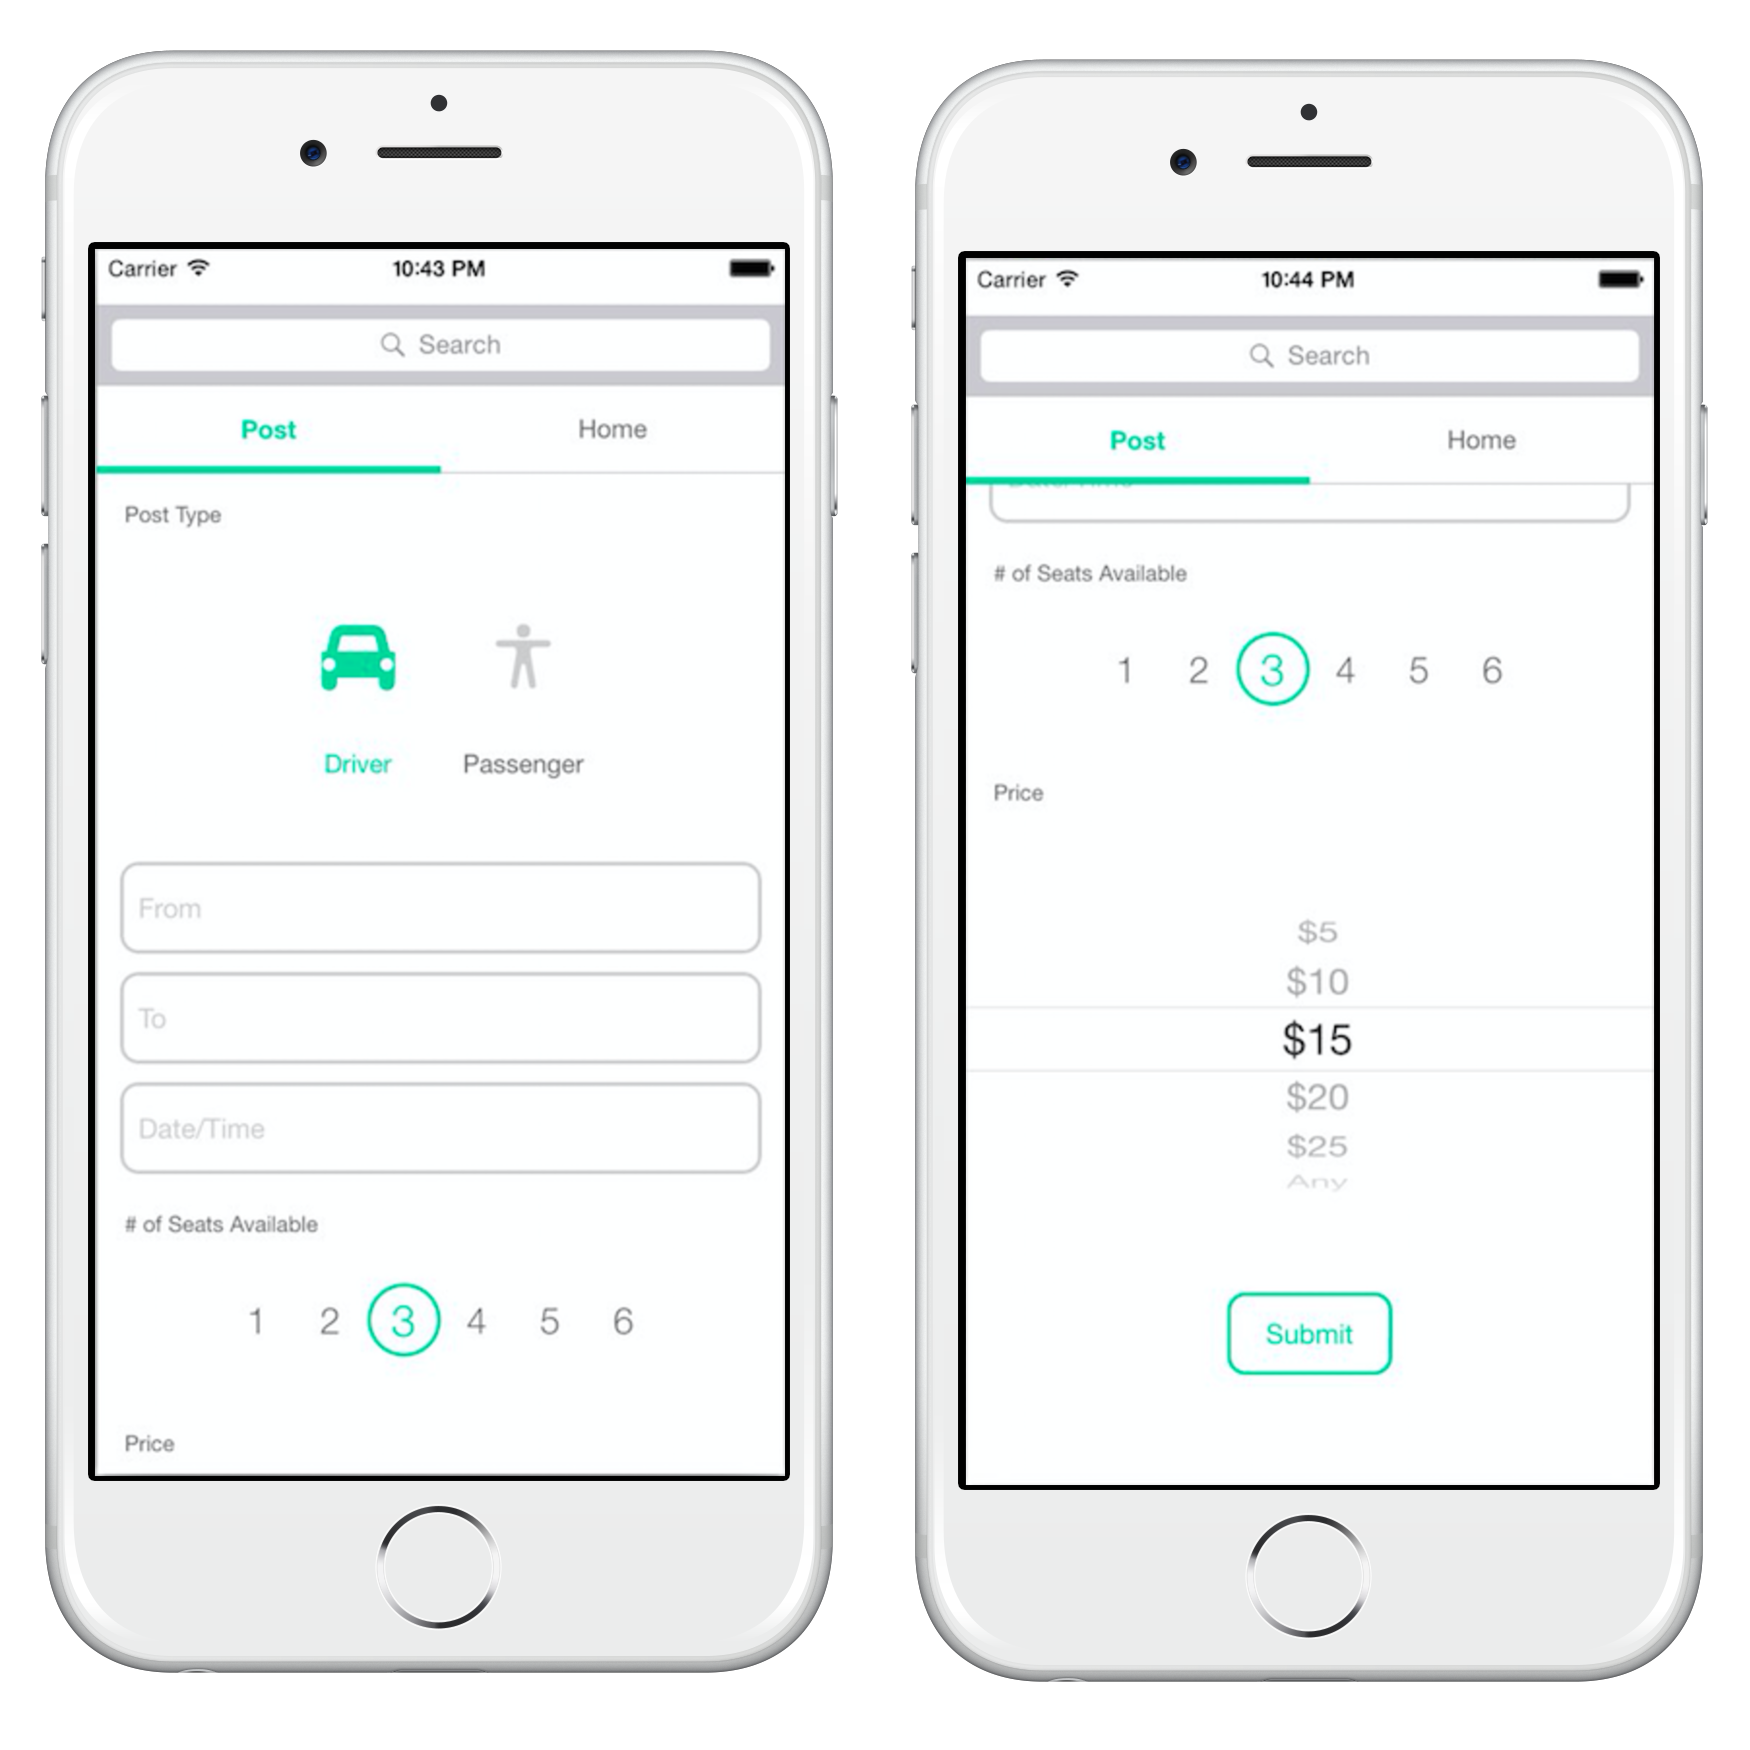 Carrier 10:43 PM
Search
Post Home
Post Type
Driver Passenger
From
To
Date/Time
# of Seats Available
1 2 3 4 5 6
Price
Carrier 10:44 PM
Search
Post Home
# of Seats Available
1 2 3 4 5 6
Price
$5
$10
$15
$20
$25
Any
Submit